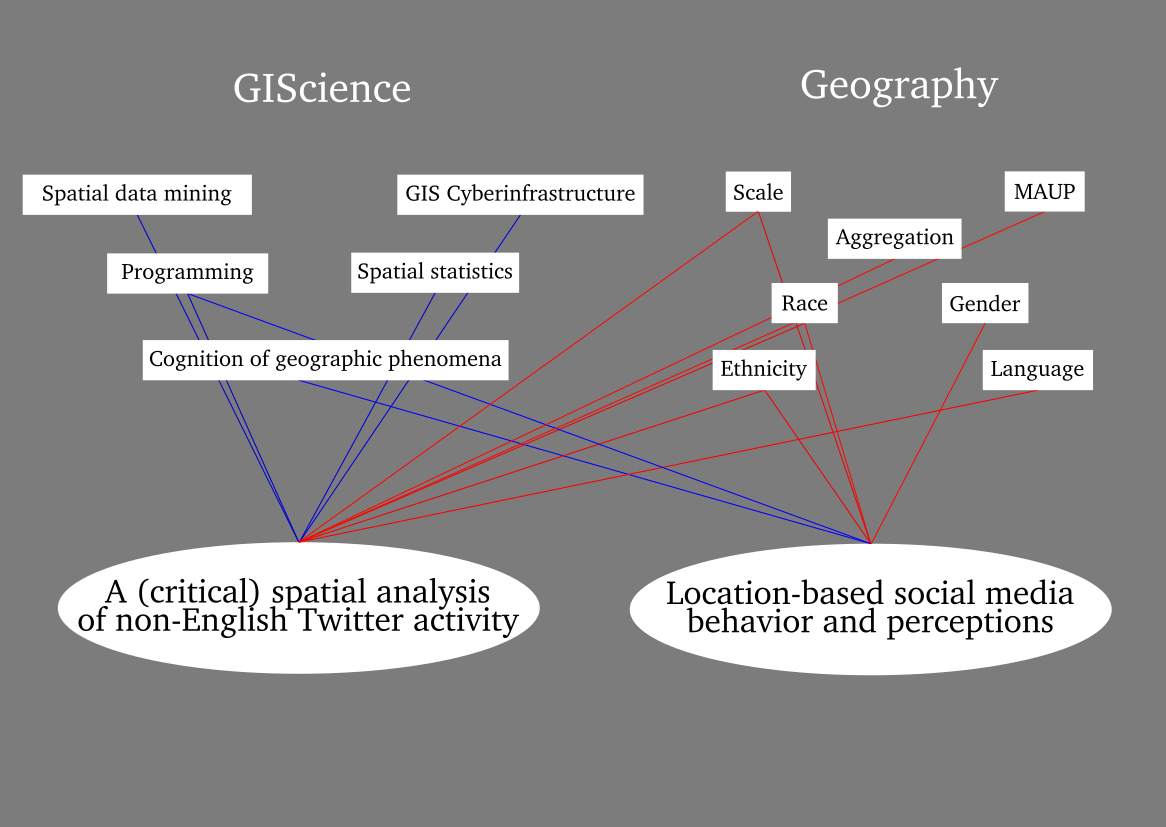 GIScience
Geography
Spatial data mining
GIS Cyberinfrastructure
Scale
MAUP
Aggregation
Programming
Spatial statistics
Race
Gender
Cognition of geographic phenomena
Ethnicity
Language
A (critical) spatial analysis
of non-English Twitter activity
Location-based social media
behavior and perceptions